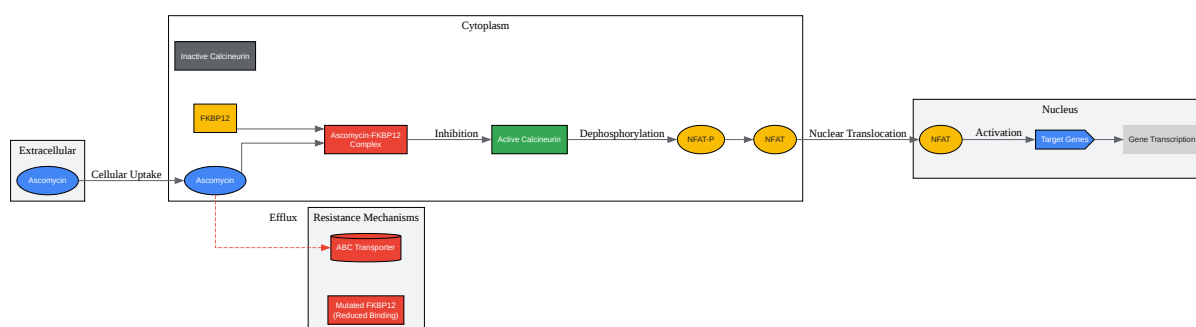 Cytoplasm
Inactive Calcineurin
FKBP12
Ascomycin-FKBP12
Complex
Inhibition
Active Calcineurin
Dephosphorylation
NFAT-P
NFAT
Nuclear Translocation
Nucleus
NFAT
Activation
Target Genes
Gene Transcription
Extracellular
Ascomycin
Cellular Uptake
Ascomycin
Efflux
Resistance Mechanisms
ABC Transporter
Mutated FKBP12
(Reduced Binding)